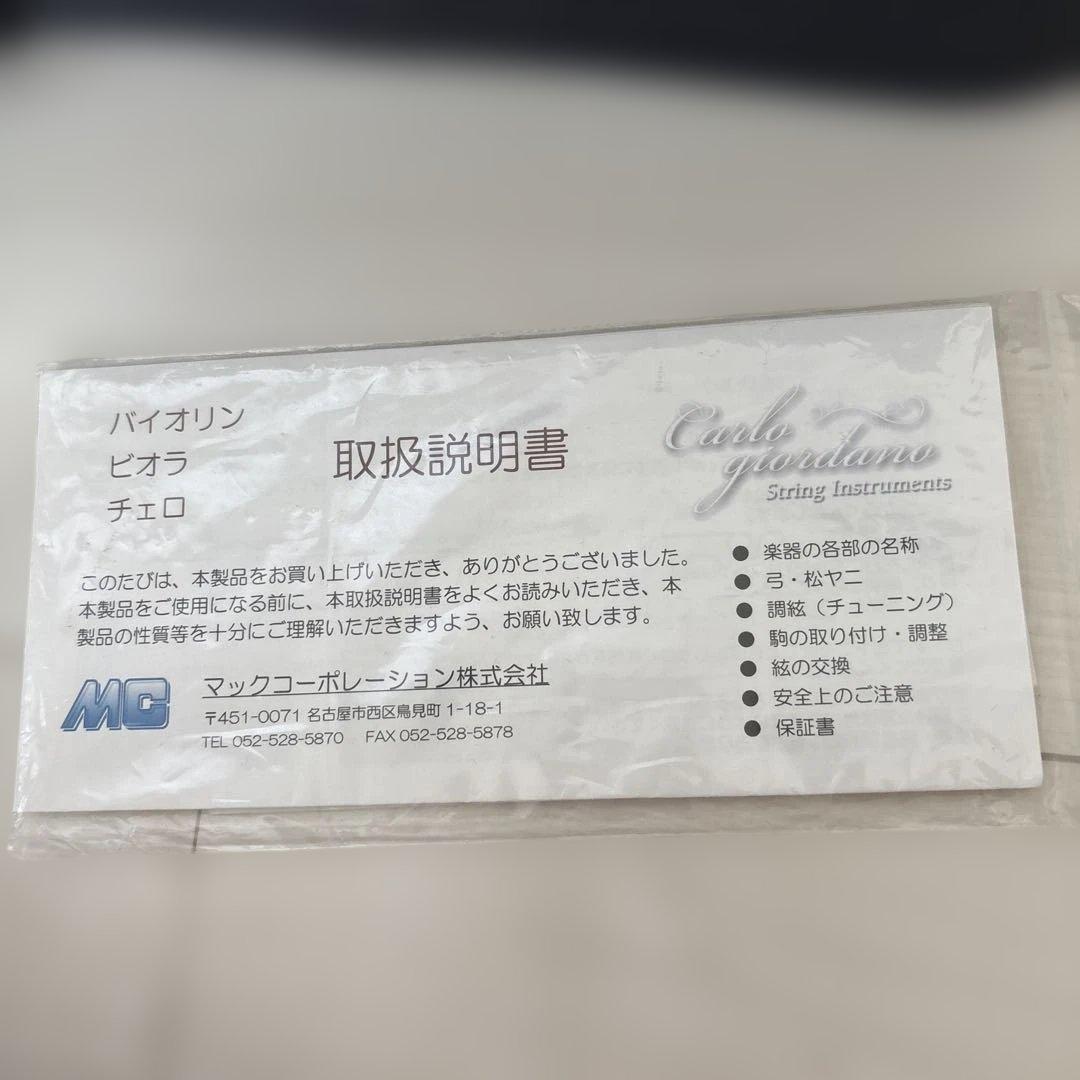 バイオリン
ビオラ
チェロ
取扱説明書
Carlo
giordano
String Instruments
このたびは、本製品をお買い上げいただき、ありがとうございました。
本製品をご使用になる前に、本取扱説明書をよくお読みいただき、本
製品の性質等を十分にご理解いただきますよう、お願い致します。
MC
マックコーポレーション株式会社
〒451-0071 名古屋市西区鳥見町 1-18-1
TEL 052-528-5870 FAX 052-528-5878
● 楽器の各部の名称
● 弓・松ヤニ
● 調絃（チューニング）
● 駒の取り付け・調整
● 絃の交換
● 安全上のご注意
● 保証書